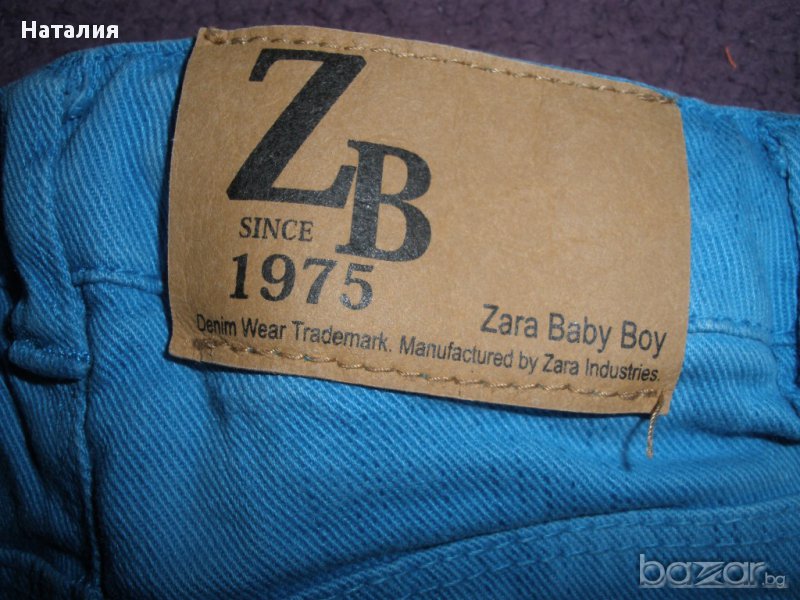 Наталия
ZB
SINCE
1975
Zara Baby Boy
Denim Wear Trademark. Manufactured by Zara Industries.
bazar.bg